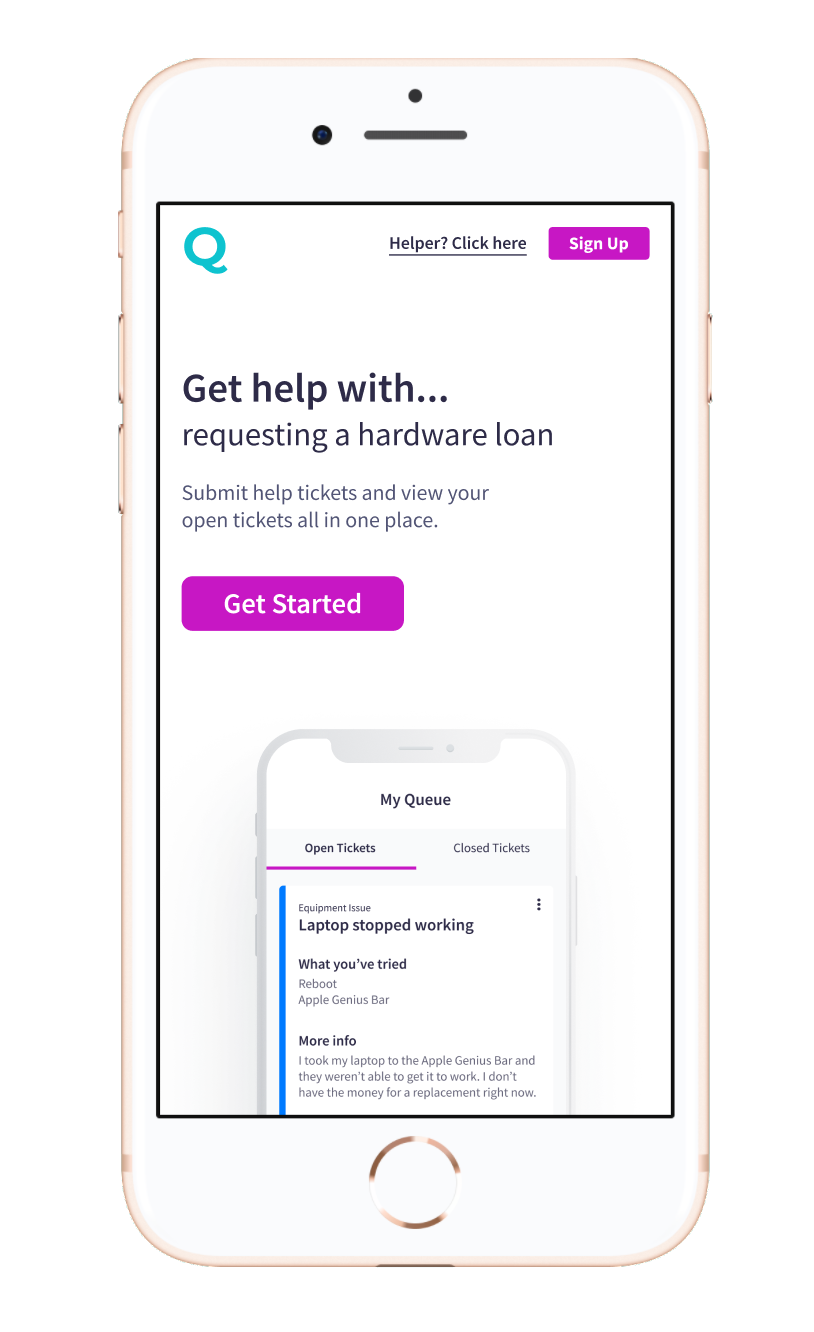 Q
Helper? Click here
Sign Up
Get help with...
requesting a hardware loan
Submit help tickets and view your
open tickets all in one place.
Get Started
My Queue
Open Tickets
Closed Tickets
Equipment Issue
Laptop stopped working
What you’ve tried
Reboot
Apple Genius Bar
More info
I took my laptop to the Apple Genius Bar and
they weren’t able to get it to work. I don’t
have the money for a replacement right now.